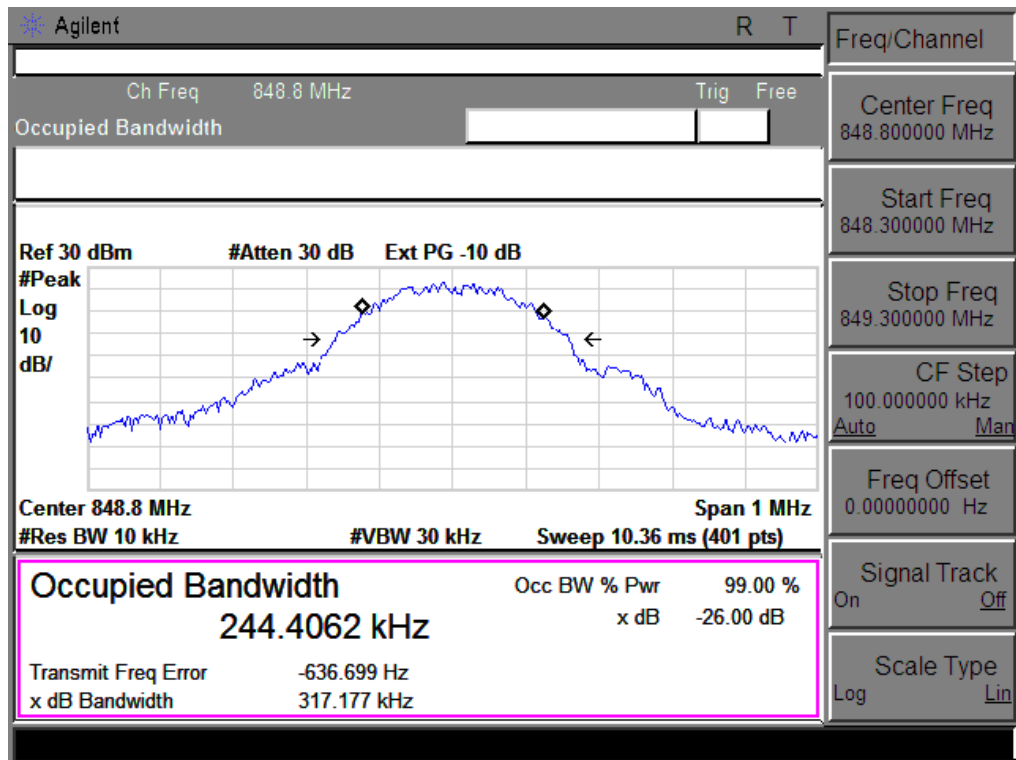 Agilent R T
Freq/Channel
Ch Freq 848.8 MHz Trig Free
Occupied Bandwidth
Center Freq
848.800000 MHz
Start Freq
848.300000 MHz
Stop Freq
849.300000 MHz
CF Step
100.000000 kHz
Auto Man
Freq Offset
0.00000000 Hz
Signal Track
On Off
Scale Type
Log Lin
Ref 30 dBm #Atten 30 dB Ext PG -10 dB
#Peak
Log
10
dB/
Center 848.8 MHz Span 1 MHz
#Res BW 10 kHz #VBW 30 kHz Sweep 10.36 ms (401 pts)
Occupied Bandwidth Occ BW % Pwr 99.00 %
244.4062 kHz x dB -26.00 dB
Transmit Freq Error -636.699 Hz
x dB Bandwidth 317.177 kHz